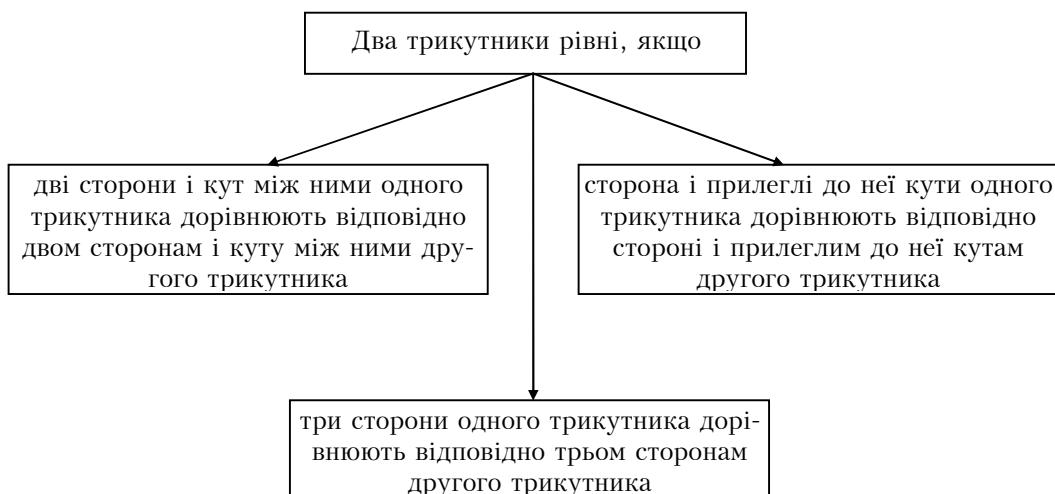 Два трикутники рівні, якщо
дві сторони і кут між ними одного
трикутника дорівнюють відповідно
двом сторонам і куту між ними дру-
гого трикутника
сторона і прилеглі до неї кути одного
трикутника дорівнюють відповідно
стороні і прилеглим до неї кутам
другого трикутника
три сторони одного трикутника дорі-
внюють відповідно трьом сторонам
другого трикутника